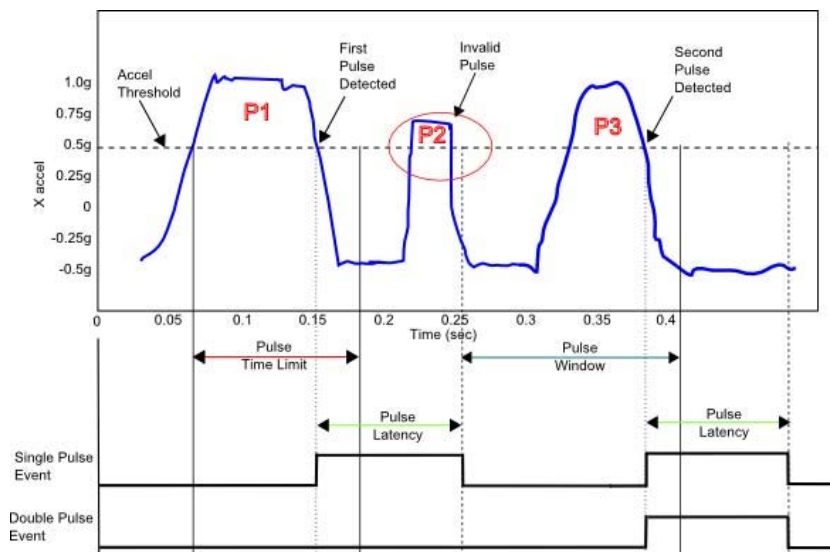 Accel
Threshold
First
Pulse
Detected
Invalid
Pulse
Second
Pulse
Detected
P1
P2
P3
X accel
1.0g
0.75g
0.5g
0.25g
0
-0.25g
-0.5g
0 0.05 0.1 0.15 0.2 0.25 0.3 0.35 0.4
Time (sec)
Pulse
Time Limit
Pulse
Window
Pulse
Latency
Pulse
Latency
Single Pulse
Event
Double Pulse
Event